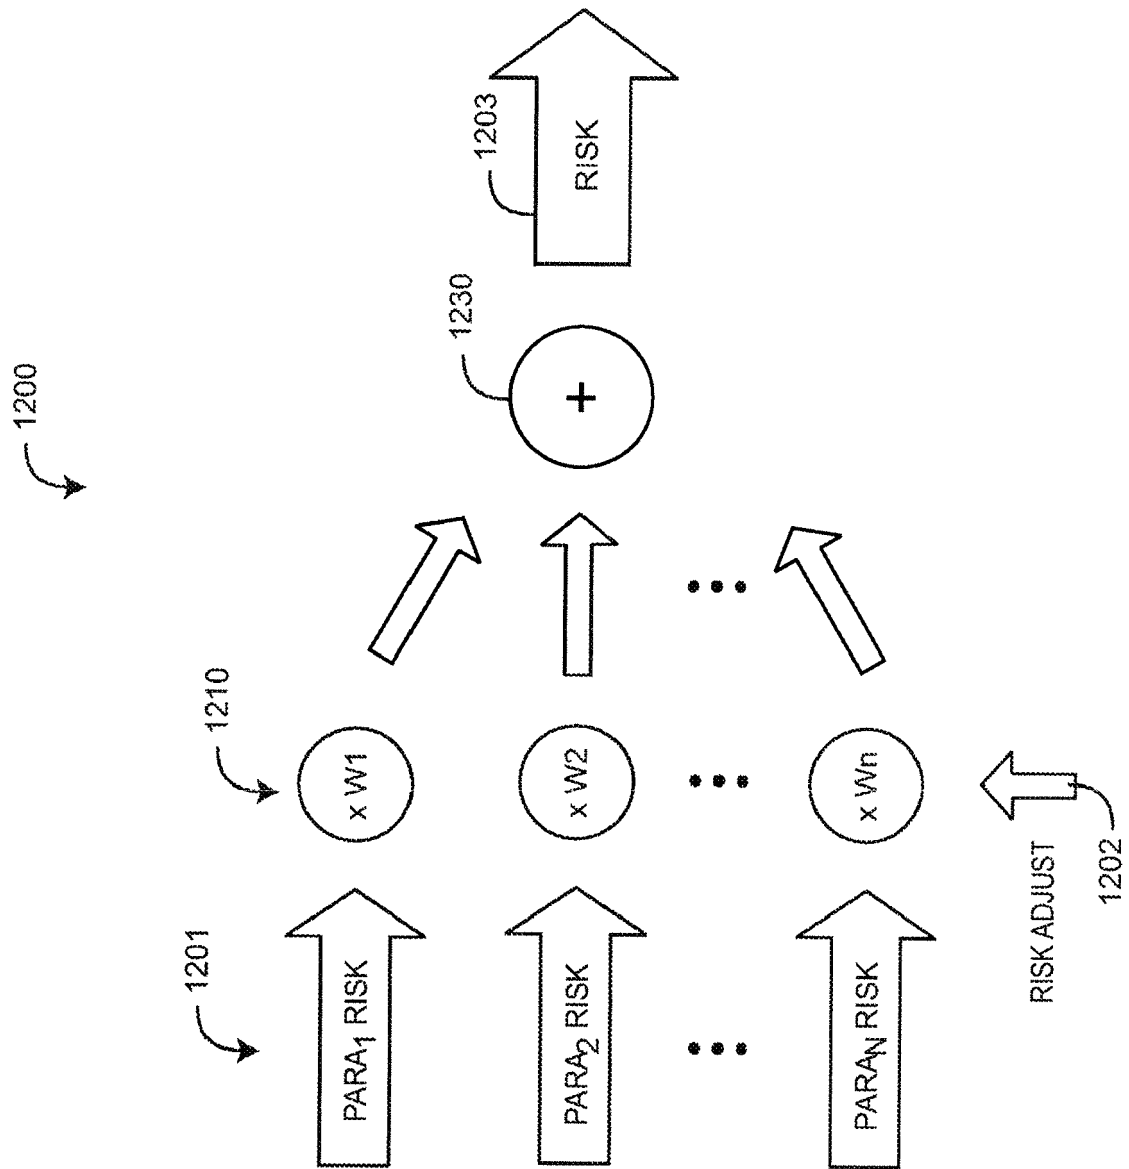 1200
1201
1210
1230
1203
PARA1 RISK
x W1
PARA2 RISK
x W2
+
RISK
PARAN RISK
x Wn
RISK ADJUST
1202